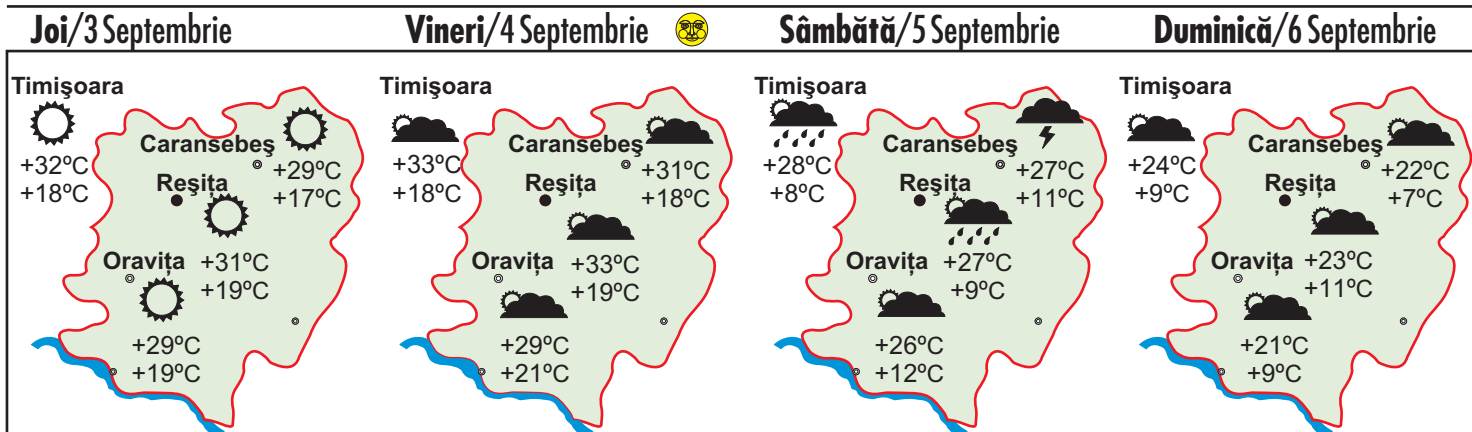 Joi/3 Septembrie
Timişoara
+32ºC
+18ºC
Caransebeş
+29ºC
+17ºC
Reşiţa
+31ºC
+19ºC
Oraviţa
+29ºC
+19ºC
Vineri/4 Septembrie
Timişoara
+33ºC
+18ºC
Caransebeş
+31ºC
+18ºC
Reşiţa
+33ºC
+19ºC
Oraviţa
+29ºC
+21ºC
Sâmbătă/5 Septembrie
Timişoara
+28ºC
+8ºC
Caransebeş
+27ºC
+11ºC
Reşiţa
+27ºC
+9ºC
Oraviţa
+26ºC
+12ºC
Duminică/6 Septembrie
Timişoara
+24ºC
+9ºC
Caransebeş
+22ºC
+7ºC
Reşiţa
+23ºC
+11ºC
Oraviţa
+21ºC
+9ºC